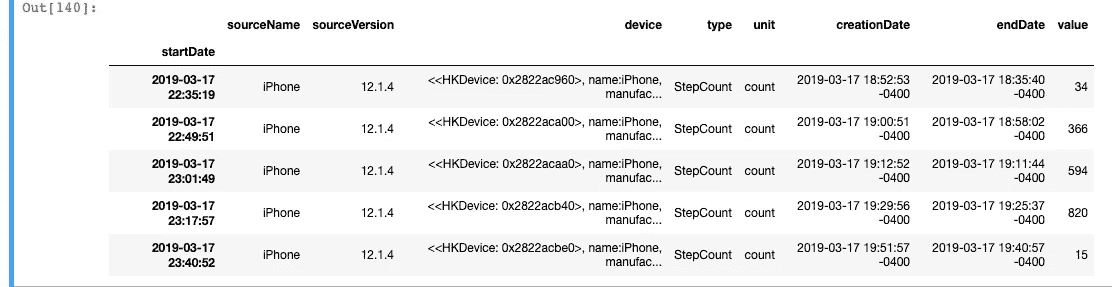 Out[140]:
sourceName sourceVersion device type unit creationDate endDate value
startDate
2019-03-17 22:35:19 iPhone 12.1.4 <<HKDevice: 0x2822ac960>, name:iPhone, manufac... StepCount count 2019-03-17 18:52:53 -0400 2019-03-17 18:35:40 -0400 34
2019-03-17 22:49:51 iPhone 12.1.4 <<HKDevice: 0x2822aca00>, name:iPhone, manufac... StepCount count 2019-03-17 19:00:51 -0400 2019-03-17 18:58:02 -0400 366
2019-03-17 23:01:49 iPhone 12.1.4 <<HKDevice: 0x2822acaa0>, name:iPhone, manufac... StepCount count 2019-03-17 19:12:52 -0400 2019-03-17 19:11:44 -0400 594
2019-03-17 23:17:57 iPhone 12.1.4 <<HKDevice: 0x2822acb40>, name:iPhone, manufac... StepCount count 2019-03-17 19:29:56 -0400 2019-03-17 19:25:37 -0400 820
2019-03-17 23:40:52 iPhone 12.1.4 <<HKDevice: 0x2822acbe0>, name:iPhone, manufac... StepCount count 2019-03-17 19:51:57 -0400 2019-03-17 19:40:57 -0400 15